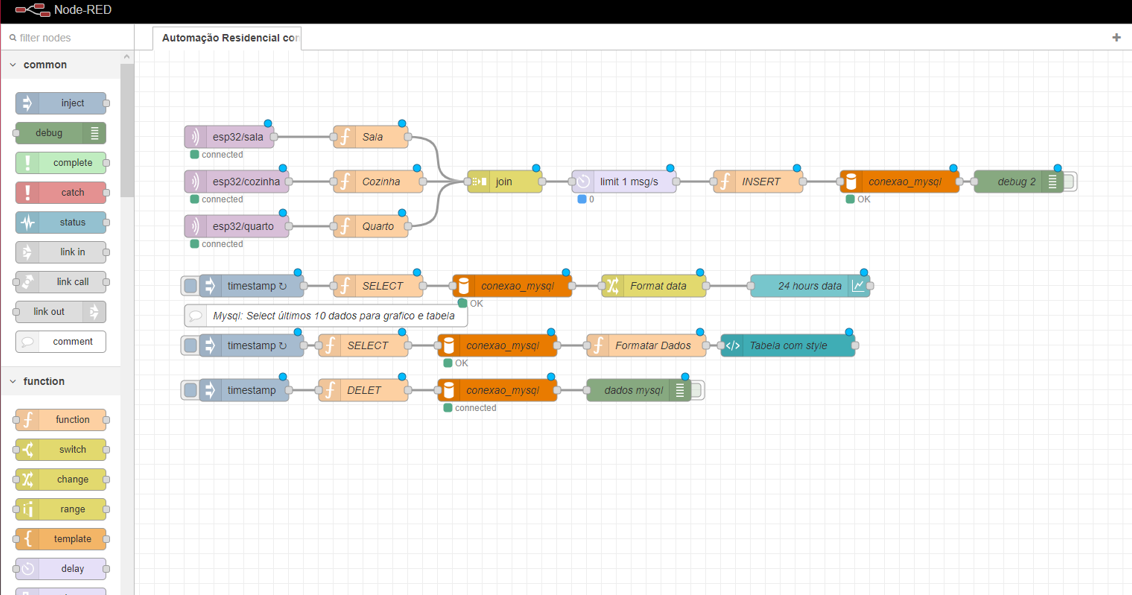 Node-RED
filter nodes
Automação Residencial co
common
inject
debug
complete
catch
status
link in
link call
link out
comment
function
function
switch
change
range
template
delay
esp32/sala
connected
Sala
esp32/cozinha
connected
Cozinha
join
limit 1 msg/s
0
INSERT
conexao_mysql
OK
debug 2
esp32/quarto
connected
Quarto
timestamp ↻
SELECT
conexao_mysql
OK
Format data
24 hours data
Mysql: Select últimos 10 dados para grafico e tabela
timestamp ↻
SELECT
conexao_mysql
OK
Formatar Dados
Tabela com style
timestamp
DELET
conexao_mysql
connected
dados mysql